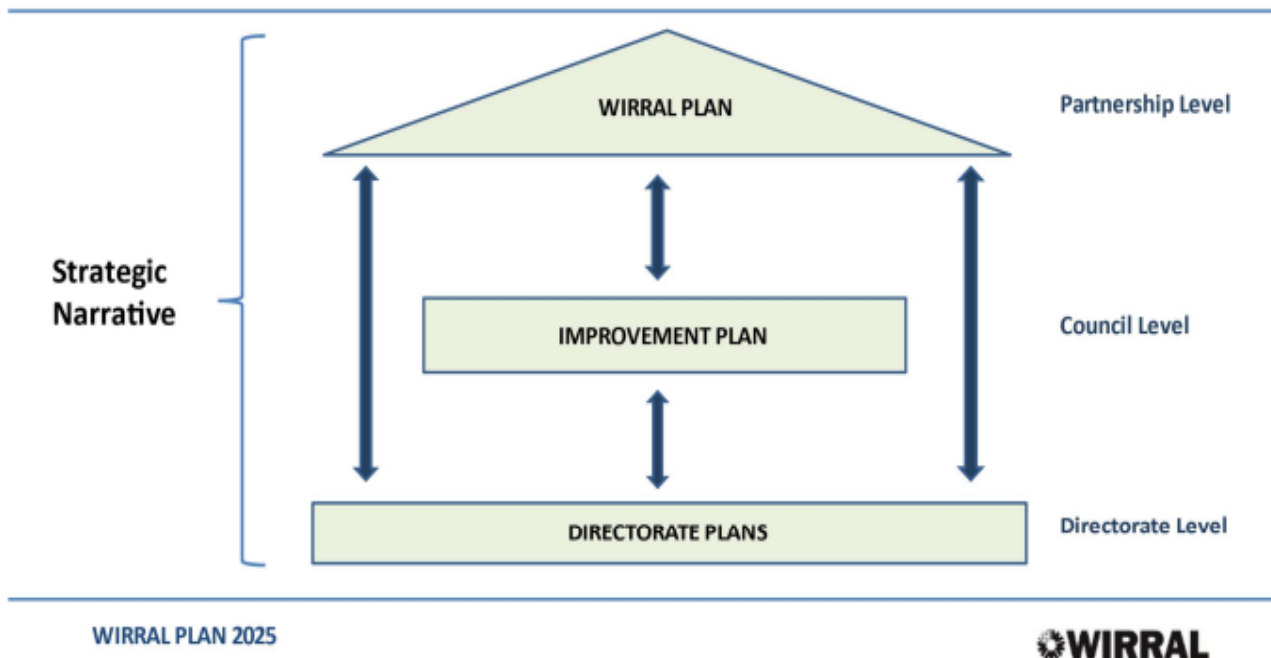 WIRRAL PLAN
Partnership Level
Strategic
Narrative
IMPROVEMENT PLAN
Council Level
DIRECTORATE PLANS
Directorate Level
WIRRAL PLAN 2025
WIRRAL